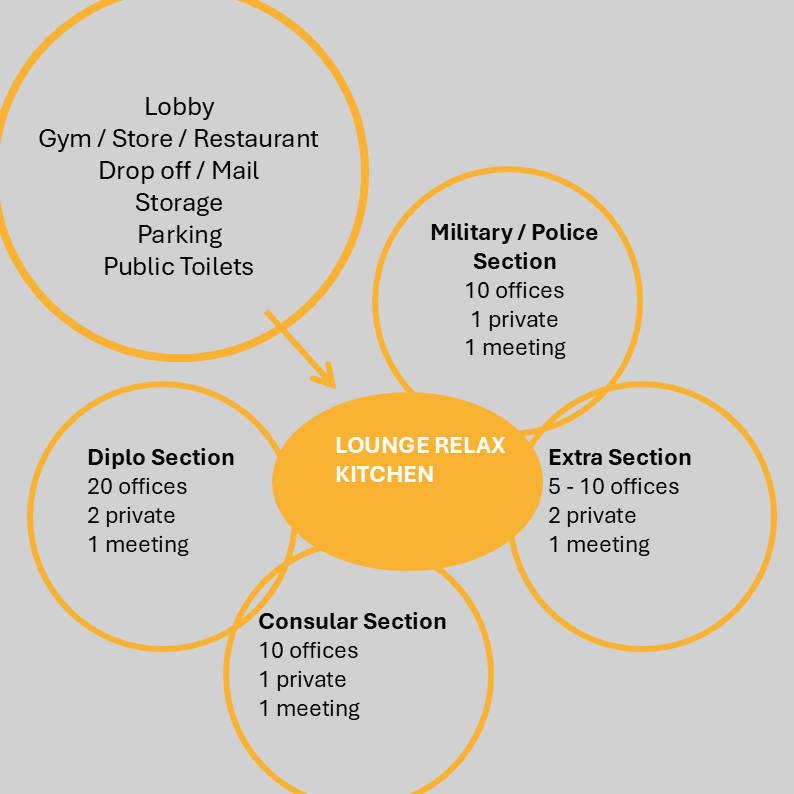 Lobby
Gym / Store / Restaurant
Drop off / Mail
Storage
Parking
Public Toilets
Military / Police
Section
10 offices
1 private
1 meeting
LOUNGE RELAX
KITCHEN
Diplo Section
20 offices
2 private
1 meeting
Extra Section
5 - 10 offices
2 private
1 meeting
Consular Section
10 offices
1 private
1 meeting